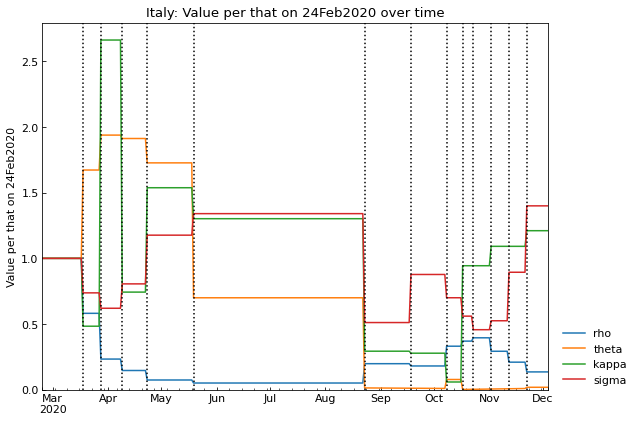 Italy: Value per that on 24Feb2020 over time
Value per that on 24Feb2020
2.5
2.0
1.5
1.0
0.5
0.0
Mar Apr May Jun Jul Aug Sep Oct Nov Dec
2020
rho
theta
kappa
sigma